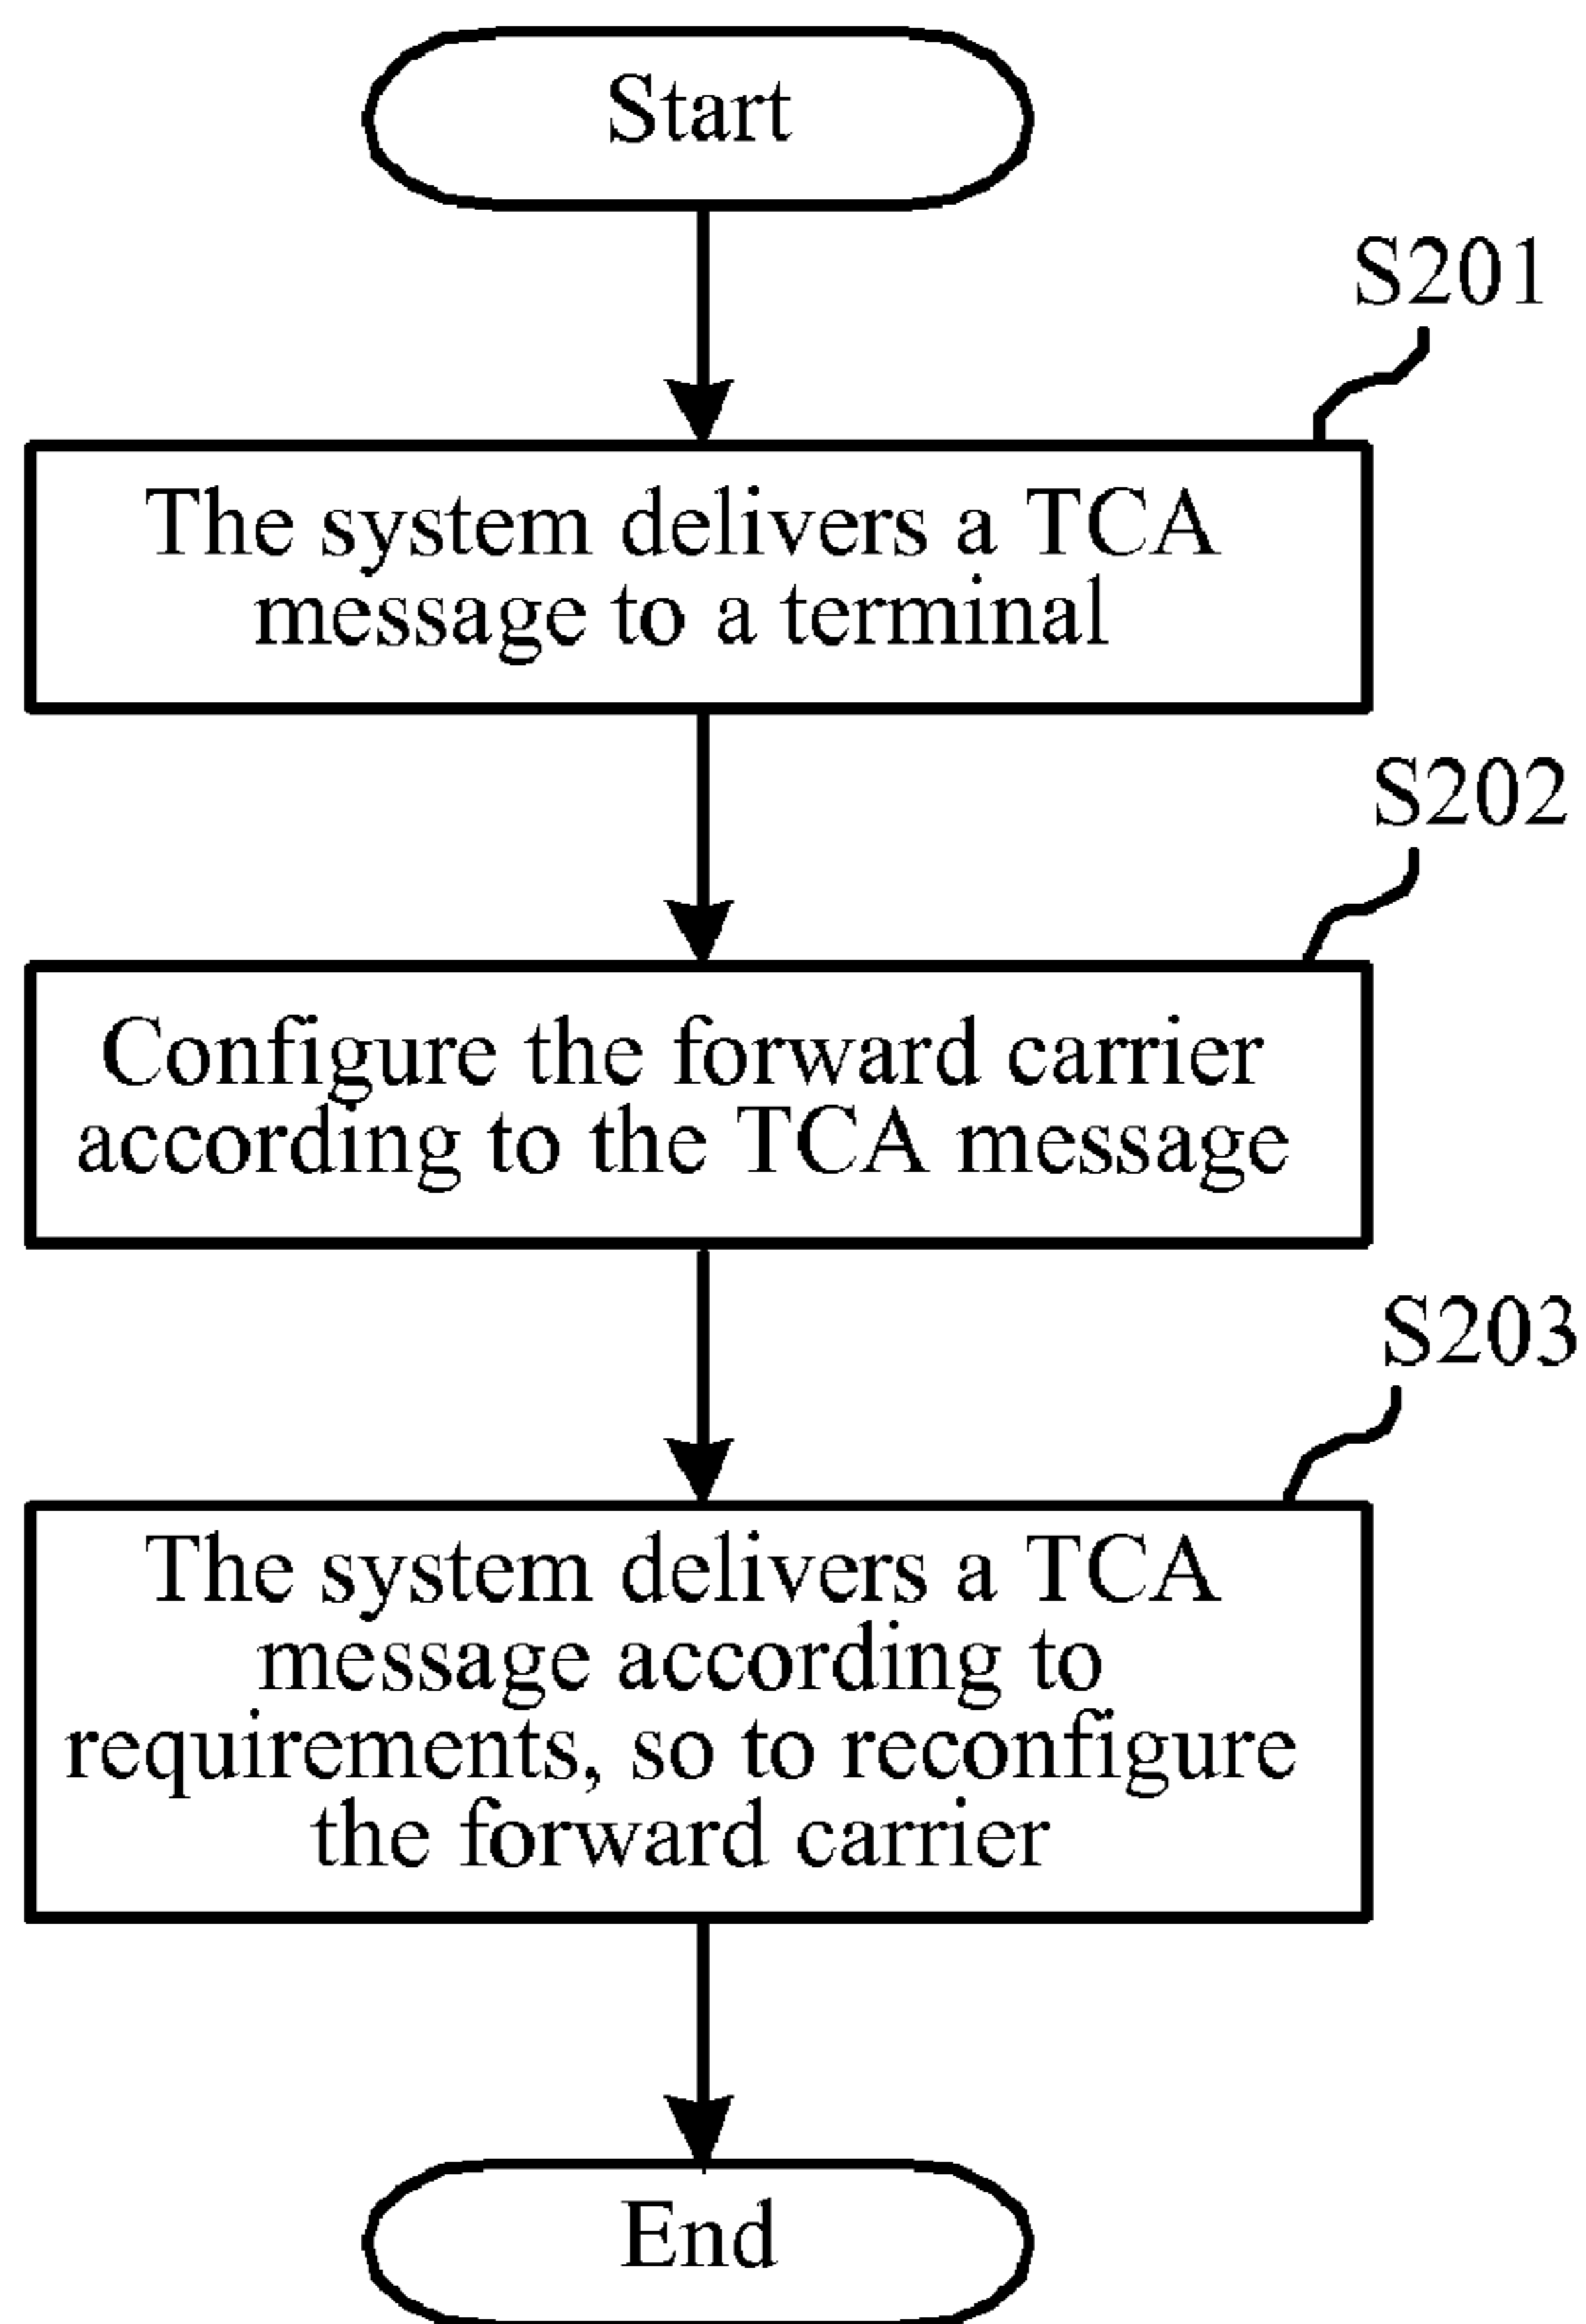 Start
S201
The system delivers a TCA
message to a terminal
S202
Configure the forward carrier
according to the TCA message
S203
The system delivers a TCA
message according to
requirements, so to reconfigure
the forward carrier
End